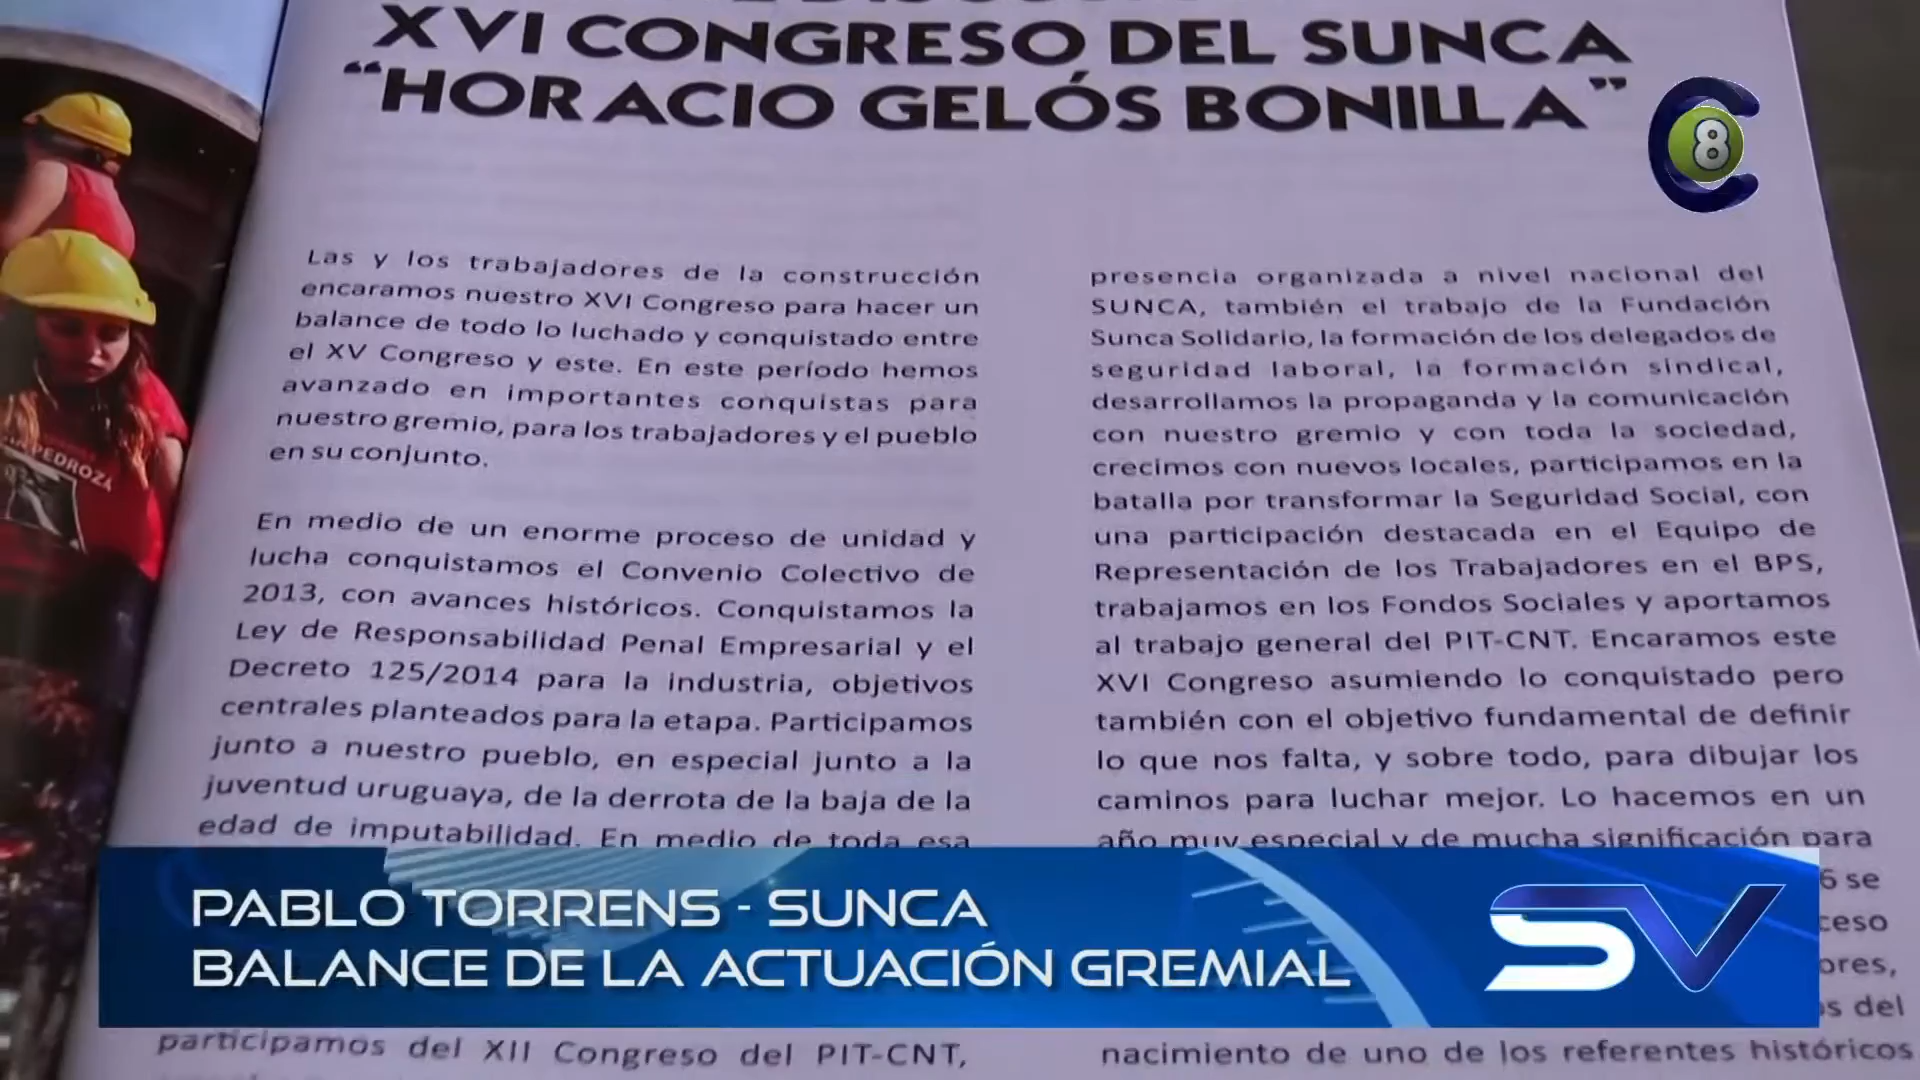 XVI CONGRESO DEL SUNCA
“HORACIO GELÓS BONILLA”
C8
PEDROZA
Las y los trabajadores de la construcción
encaramos nuestro XVI Congreso para hacer un
balance de todo lo luchado y conquistado entre
el XV Congreso y este. En este período hemos
avanzado en importantes conquistas para
nuestro gremio, para los trabajadores y el pueblo
en su conjunto.
En medio de un enorme proceso de unidad y
lucha conquistamos el Convenio Colectivo de
2013, con avances históricos. Conquistamos la
Ley de Responsabilidad Penal Empresarial y el
Decreto 125/2014 para la industria, objetivos
centrales planteados para la etapa. Participamos
junto a nuestro pueblo, en especial junto a la
juventud uruguaya, de la derrota de la baja de la
edad de imputabilidad. En medio de toda esa
participamos del XII Congreso del PIT-CNT,
presencia organizada a nivel nacional del
SUNCA, también el trabajo de la Fundación
Sunca Solidario, la formación de los delegados de
seguridad laboral, la formación sindical,
desarrollamos la propaganda y la comunicación
con nuestro gremio y con toda la sociedad,
crecimos con nuevos locales, participamos en la
batalla por transformar la Seguridad Social, con
una participación destacada en el Equipo de
Representación de los Trabajadores en el BPS,
trabajamos en los Fondos Sociales y aportamos
al trabajo general del PIT-CNT. Encaramos este
XVI Congreso asumiendo lo conquistado pero
también con el objetivo fundamental de definir
lo que nos falta, y sobre todo, para dibujar los
caminos para luchar mejor. Lo hacemos en un
año muy especial y de mucha significación para
6 se
ceso
ores,
s del
nacimiento de uno de los referentes históricos
PABLO TORRENS - SUNCA
BALANCE DE LA ACTUACIÓN GREMIAL
SV